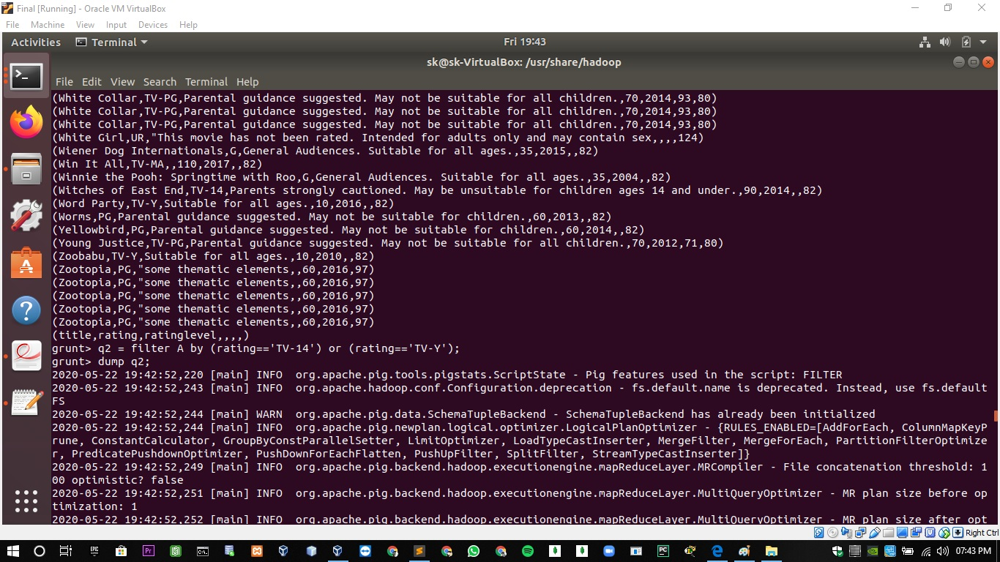 Final [Running] - Oracle VM VirtualBox
File Machine View Input Devices Help
Activities Terminal Fri 19:43
sk@sk-VirtualBox: /usr/share/hadoop
File Edit View Search Terminal Help
(White Collar,TV-PG,Parental guidance suggested. May not be suitable for all children.,70,2014,93,80)
(White Collar,TV-PG,Parental guidance suggested. May not be suitable for all children.,70,2014,93,80)
(White Collar,TV-PG,Parental guidance suggested. May not be suitable for all children.,70,2014,93,80)
(White Girl,UR,"This movie has not been rated. Intended for adults only and may contain sex,,,,124)
(Wiener Dog Internationals,G,General Audiences. Suitable for all ages.,35,2015,,82)
(Win It All,TV-MA,,110,2017,,82)
(Winnie the Pooh: Springtime with Roo,G,General Audiences. Suitable for all ages.,35,2004,,82)
(Witches of East End,TV-14,Parents strongly cautioned. May be unsuitable for children ages 14 and under.,90,2014,,82)
(Word Party,TV-Y,Suitable for all ages.,10,2016,,82)
(Worms,PG,Parental guidance suggested. May not be suitable for children.,60,2013,,82)
(Yellowbird,PG,Parental guidance suggested. May not be suitable for children.,60,2014,,82)
(Young Justice,TV-PG,Parental guidance suggested. May not be suitable for all children.,70,2012,71,80)
(Zoobabu,TV-Y,Suitable for all ages.,10,2010,,82)
(Zootopia,PG,"some thematic elements,,60,2016,97)
(Zootopia,PG,"some thematic elements,,60,2016,97)
(Zootopia,PG,"some thematic elements,,60,2016,97)
(Zootopia,PG,"some thematic elements,,60,2016,97)
(Zootopia,PG,"some thematic elements,,60,2016,97)
(title,rating,ratinglevel,,,,)
grunt> q2 = filter A by (rating=='TV-14') or (rating=='TV-Y');
grunt> dump q2;
2020-05-22 19:42:52,220 [main] INFO  org.apache.pig.tools.pigstats.ScriptState - Pig features used in the script: FILTER
2020-05-22 19:42:52,243 [main] INFO  org.apache.hadoop.conf.Configuration.deprecation - fs.default.name is deprecated. Instead, use fs.default
FS
2020-05-22 19:42:52,244 [main] WARN  org.apache.pig.data.SchemaTupleBackend - SchemaTupleBackend has already been initialized
2020-05-22 19:42:52,244 [main] INFO  org.apache.pig.newplan.logical.optimizer.LogicalPlanOptimizer - {RULES_ENABLED=[AddForEach, ColumnMapKeyP
rune, ConstantCalculator, GroupByConstParallelSetter, LimitOptimizer, LoadTypeCastInserter, MergeFilter, MergeForEach, PartitionFilterOptimize
r, PredicatePushdownOptimizer, PushDownForEachFlatten, PushUpFilter, SplitFilter, StreamTypeCastInserter]}
2020-05-22 19:42:52,249 [main] INFO  org.apache.pig.backend.hadoop.executionengine.mapReduceLayer.MRCompiler - File concatenation threshold: 1
00 optimistic? false
2020-05-22 19:42:52,251 [main] INFO  org.apache.pig.backend.hadoop.executionengine.mapReduceLayer.MultiQueryOptimizer - MR plan size before op
timization: 1
2020-05-22 19:42:52,252 [main] INFO  org.apache.pig.backend.hadoop.executionengine.mapReduceLayer.MultiQueryOptimizer - MR plan size after opt
Right Ctrl
07:43 PM